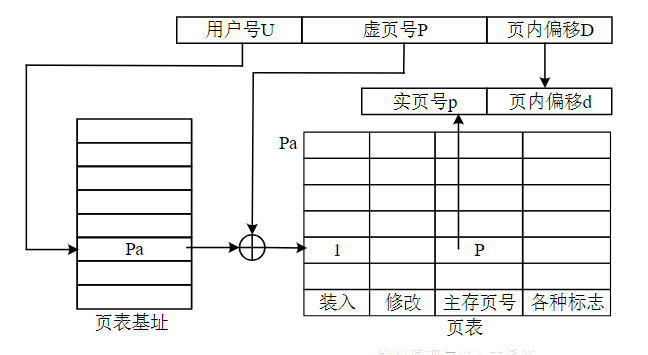 用户号U 虚页号P 页内偏移D
实页号p 页内偏移d
Pa
Pa 1 P
装入 修改 主存页号 各种标志
页表基址 页表